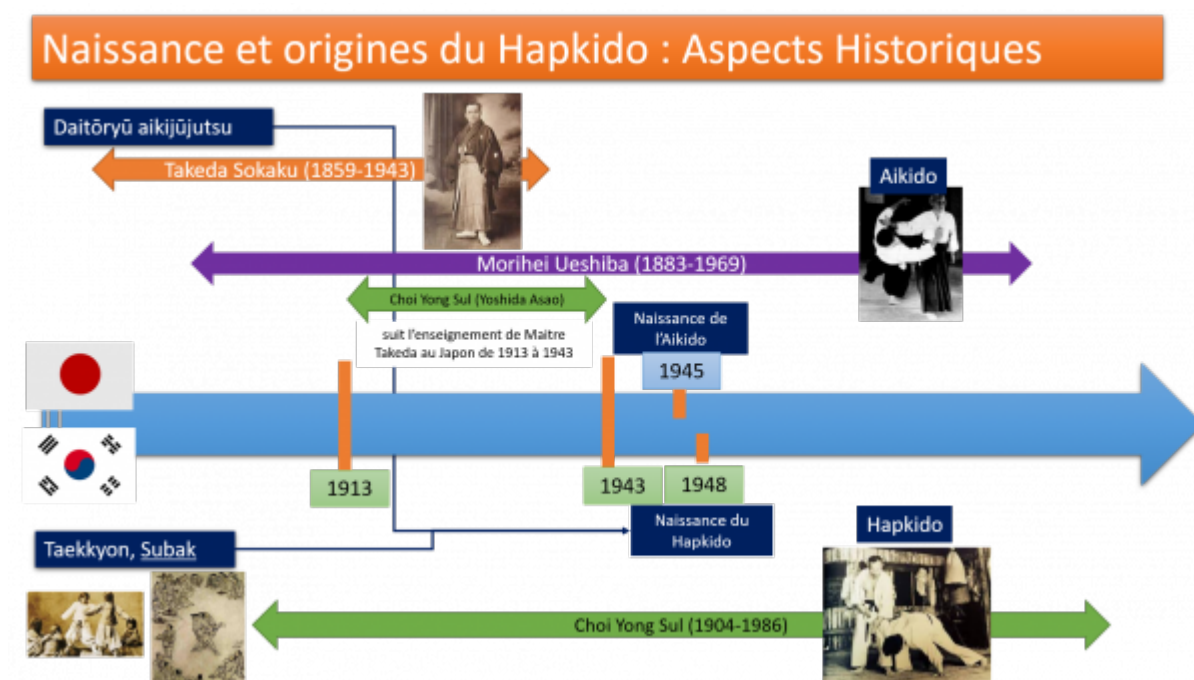 Naissance et origines du Hapkido : Aspects Historiques
Daitōryū aikijūjutsu
Takeda Sokaku (1859-1943)
Aikido
Morihei Ueshiba (1883-1969)
Choi Yong Sul (Yoshida Asao)
suit l'enseignement de Maitre
Takeda au Japon de 1913 à 1943
Naissance de
l'Aikido
1945
1913
1943
1948
Naissance du
Hapkido
Taekkyon, Subak
Hapkido
Choi Yong Sul (1904-1986)